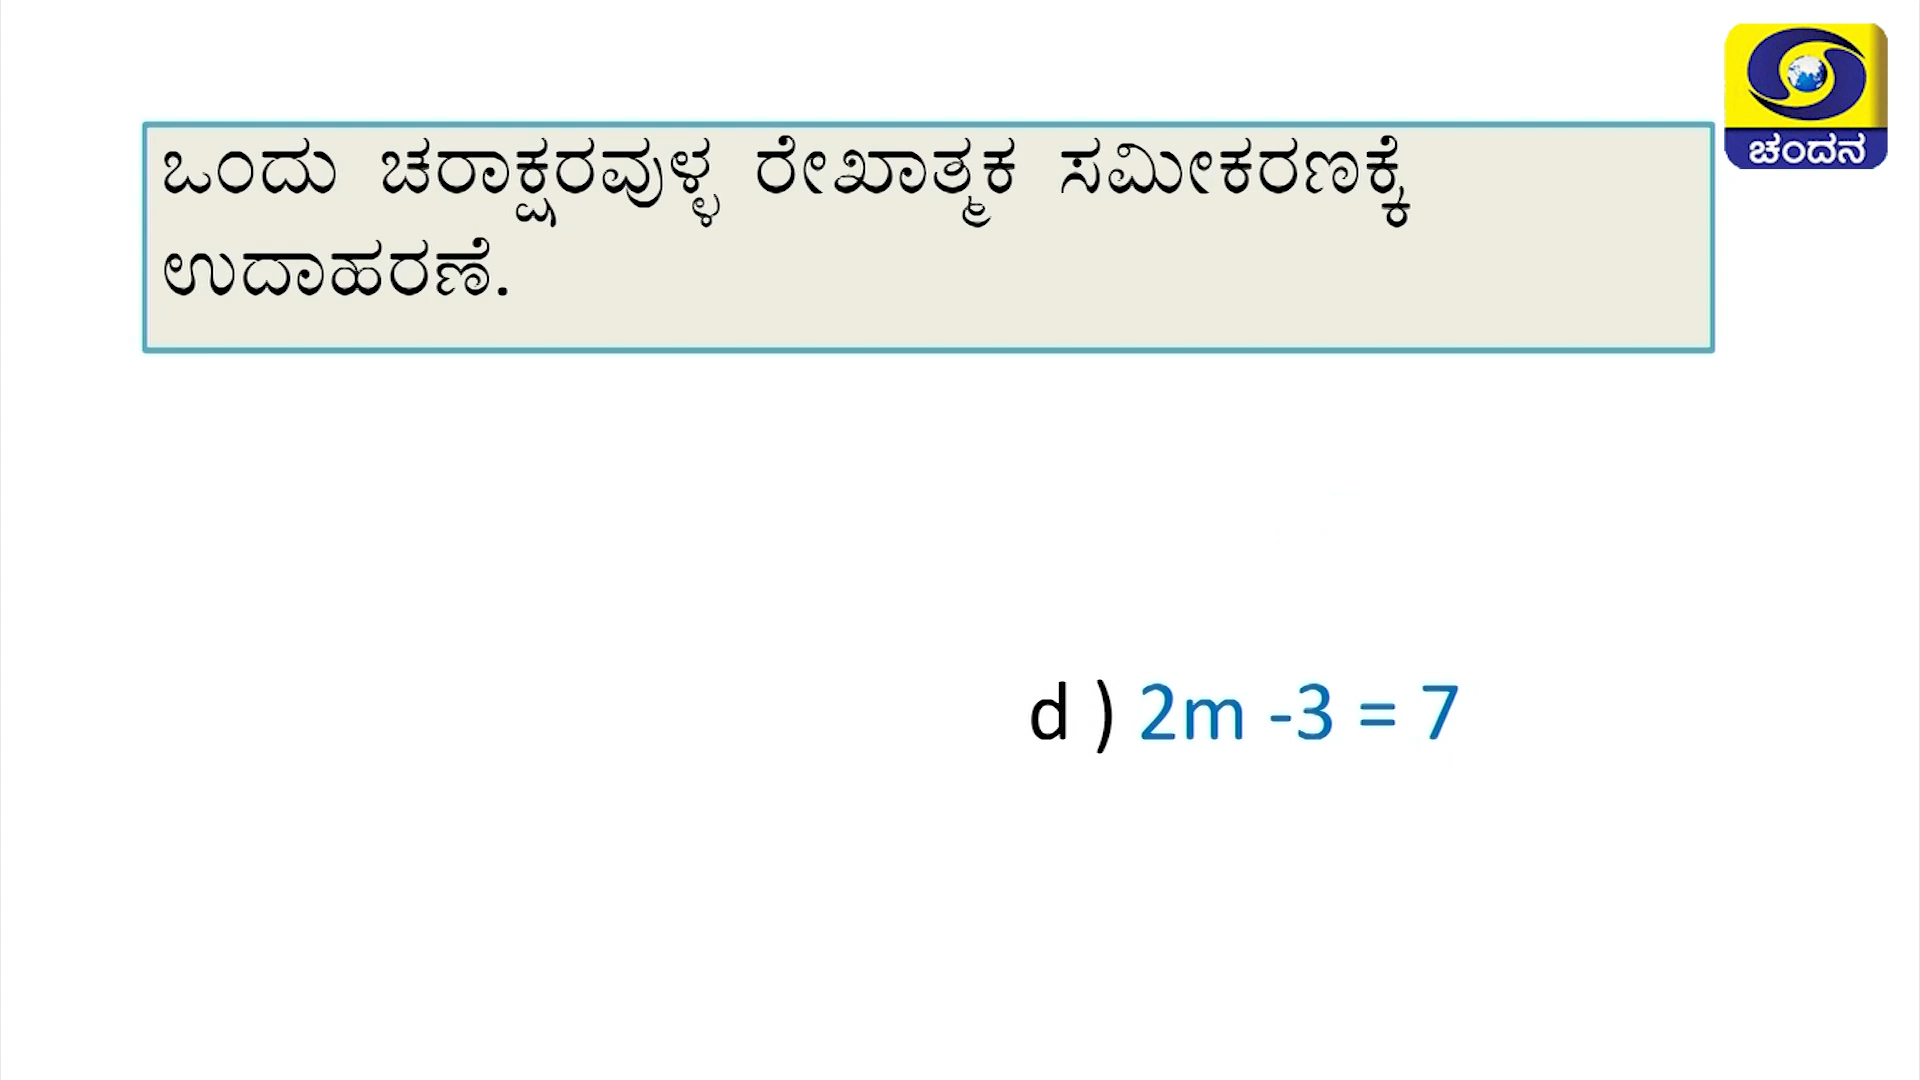 ಚಂದನ
ಒಂದು ಚರಾಕ್ಷರವುಳ್ಳ ರೇಖಾತ್ಮಕ ಸಮೀಕರಣಕ್ಕೆ
ಉದಾಹರಣೆ.
d ) 2m -3 = 7